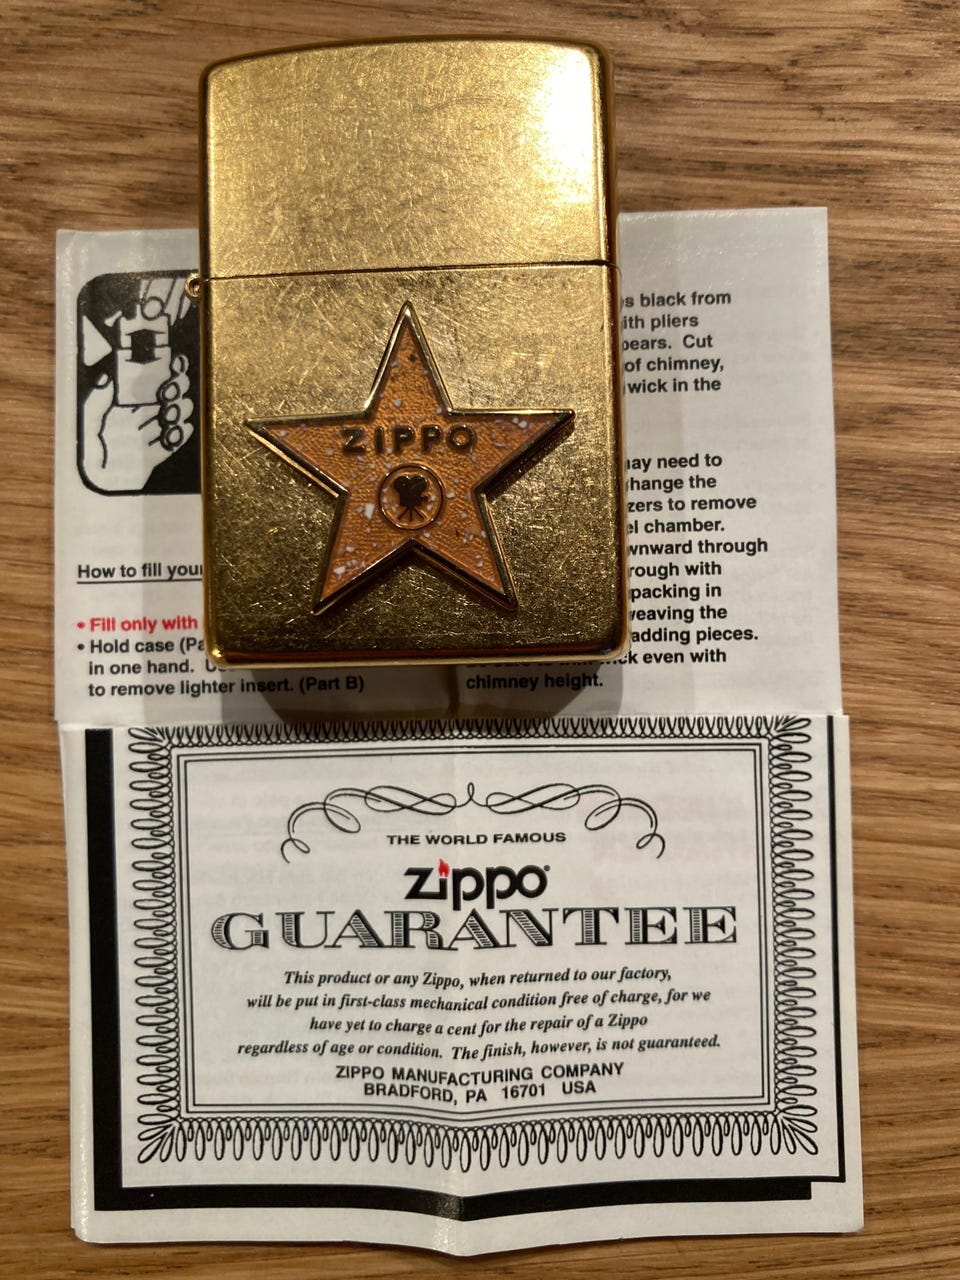 s black from
ith pliers
pears. Cut
of chimney,
wick in the
ay need to
hange the
zers to remove
el chamber.
wnward through
rough with
packing in
weaving the
adding pieces.
ck even with
chimney height.
ZIPPO
How to fill your
• Fill only with
• Hold case (Pa
in one hand.
to remove lighter insert. (Part B)
THE WORLD FAMOUS
zippo®
GUARANTEE
This product or any Zippo, when returned to our factory,
will be put in first-class mechanical condition free of charge, for we
have yet to charge a cent for the repair of a Zippo
regardless of age or condition. The finish, however, is not guaranteed.
ZIPPO MANUFACTURING COMPANY
BRADFORD, PA 16701 USA